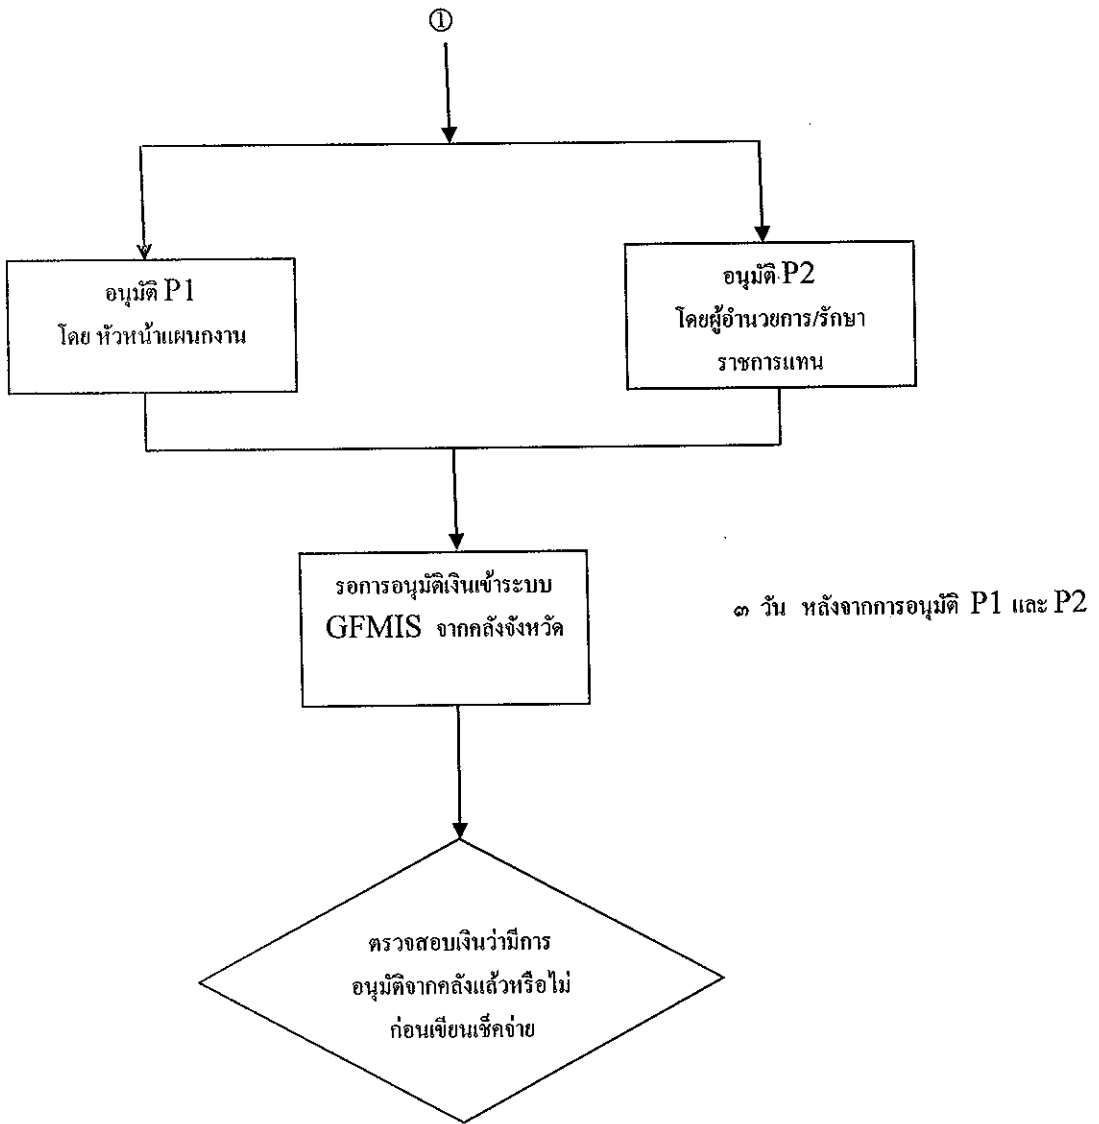 ①
อนุมัติ P1
โดย หัวหน้าแผนกงาน
อนุมัติ P2
โดยผู้อำนวยการ/รักษา
ราชการแทน
รอการอนุมัติเงินเข้าระบบ
GFMIS จากคลังจังหวัด
๓ วัน หลังจากการอนุมัติ P1 และ P2
ตรวจสอบเงินว่ามีการ
อนุมัติจากคลังแล้วหรือไม่
ก่อนเขียนเช็คจ่าย